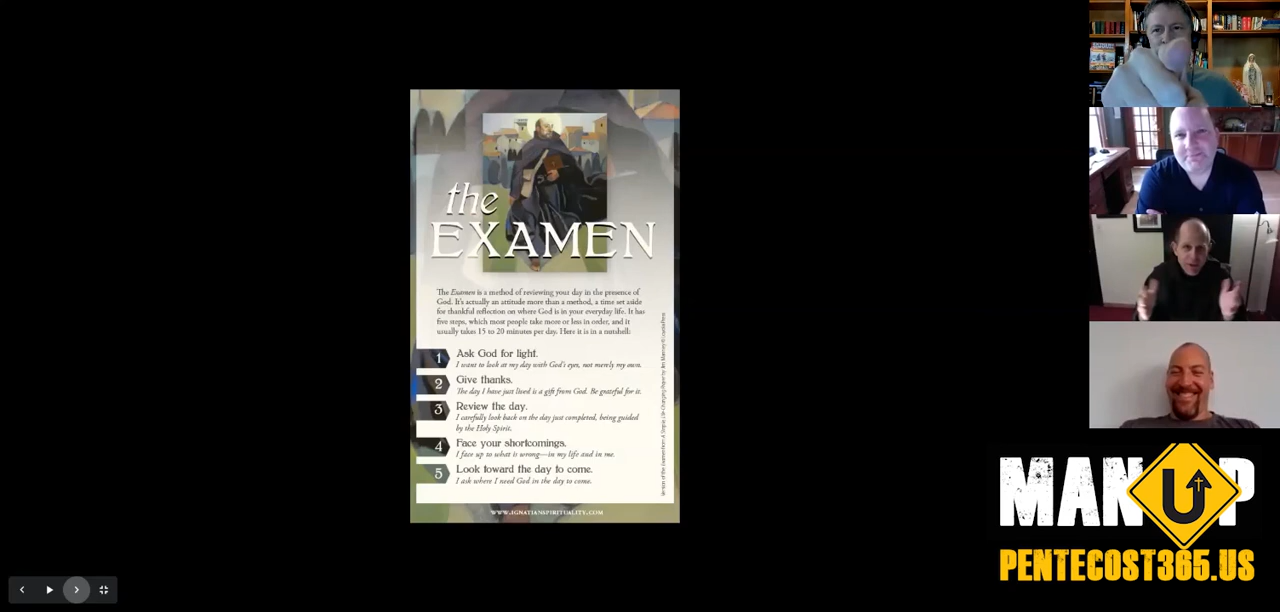 the
EXAMEN
The Examen is a method of reviewing your day in the presence of
God. It's actually an attitude more than a method, a time set aside
for thankful reflection on where God is in your everyday life. It has
five steps, which most people take more or less in order, and it
usually takes 15 to 20 minutes per day. Here it is in a nutshell:
1 Ask God for light.
I want to look at my day with God's eyes, not merely my own.
2 Give thanks.
The day I have just lived is a gift from God. Be grateful for it.
3 Review the day.
I carefully look back on the day just completed, being guided
by the Holy Spirit.
4 Face your shortcomings.
I face up to what is wrong—in my life and in me.
5 Look toward the day to come.
I ask where I need God in the day to come.
WWW.IGNATIANSPIRITUALITY.COM
MAN UP
PENTECOST365.US